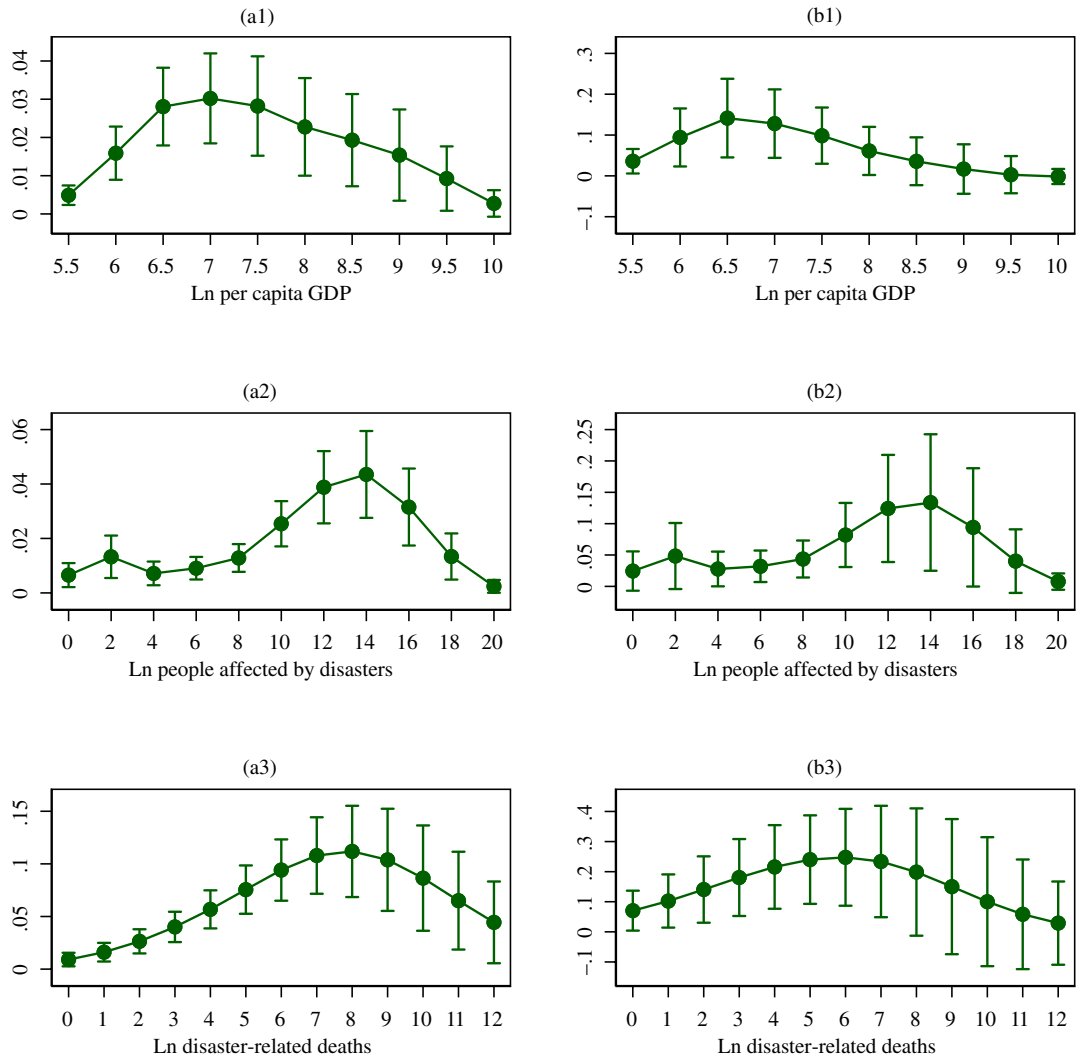 (a1)
.04
.03
.02
.01
0
5.5 6 6.5 7 7.5 8 8.5 9 9.5 10
Ln per capita GDP
(b1)
.3
.2
.1
0
−.1
5.5 6 6.5 7 7.5 8 8.5 9 9.5 10
Ln per capita GDP
(a2)
.06
.04
.02
0
0 2 4 6 8 10 12 14 16 18 20
Ln people affected by disasters
(b2)
.25
.2
.15
.1
.05
0
0 2 4 6 8 10 12 14 16 18 20
Ln people affected by disasters
(a3)
.15
.1
.05
0
0 1 2 3 4 5 6 7 8 9 10 11 12
Ln disaster-related deaths
(b3)
.4
.3
.2
.1
0
−.1
0 1 2 3 4 5 6 7 8 9 10 11 12
Ln disaster-related deaths